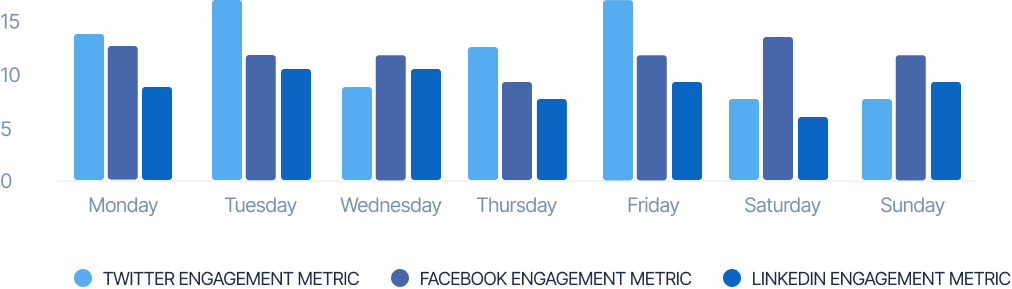 15
10
5
0
Monday Tuesday Wednesday Thursday Friday Saturday Sunday
TWITTER ENGAGEMENT METRIC FACEBOOK ENGAGEMENT METRIC LINKEDIN ENGAGEMENT METRIC